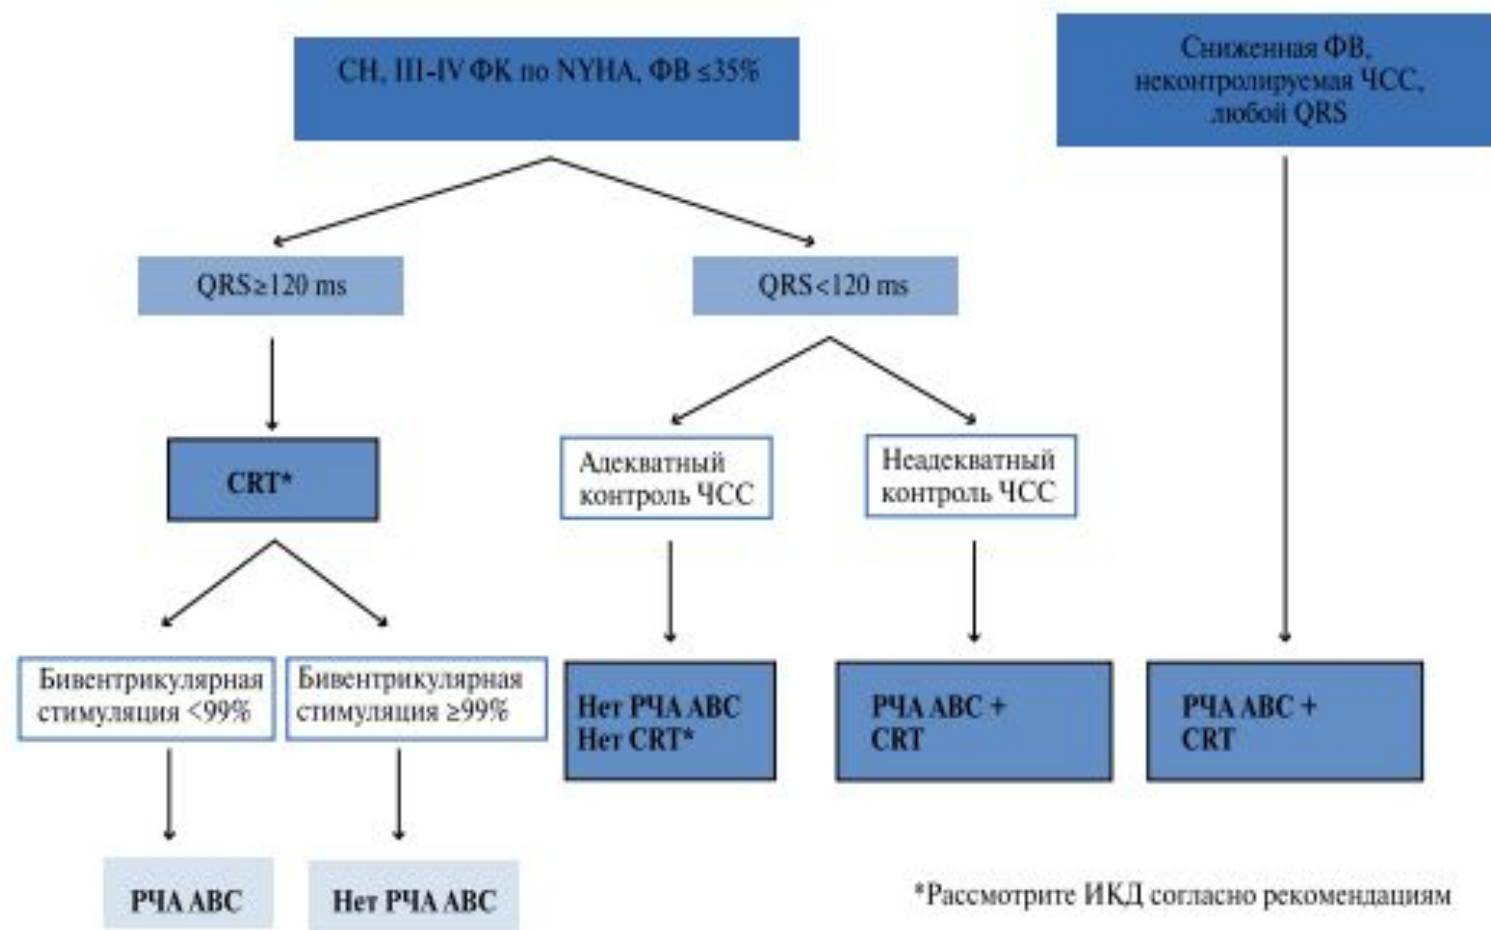 СН, III-IV ФК по NYHA, ФВ ≤35%
Сниженная ФВ,
неконтролируемая ЧСС,
любой QRS
QRS≥120 ms
QRS<120 ms
CRT*
Адекватный
контроль ЧСС
Неадекватный
контроль ЧСС
Бивентрикулярная
стимуляция <99%
Бивентрикулярная
стимуляция ≥99%
Нет РЧА АВС
Нет CRT*
РЧА АВС +
CRT
РЧА АВС +
CRT
РЧА АВС
Нет РЧА АВС
*Рассмотрите ИКД согласно рекомендациям